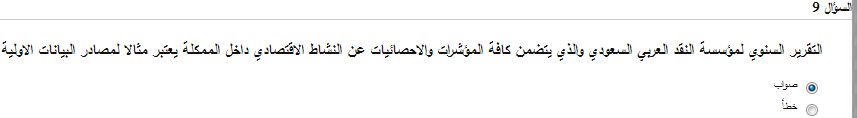 السؤال 9
التقرير السنوي لمؤسسة النقد العربي السعودي والذي يتضمن كافة المؤشرات والاحصائيات عن النشاط الاقتصادي داخل الممكلة يعتبر مثالا لمصادر البيانات الاولية
صواب
خطأ